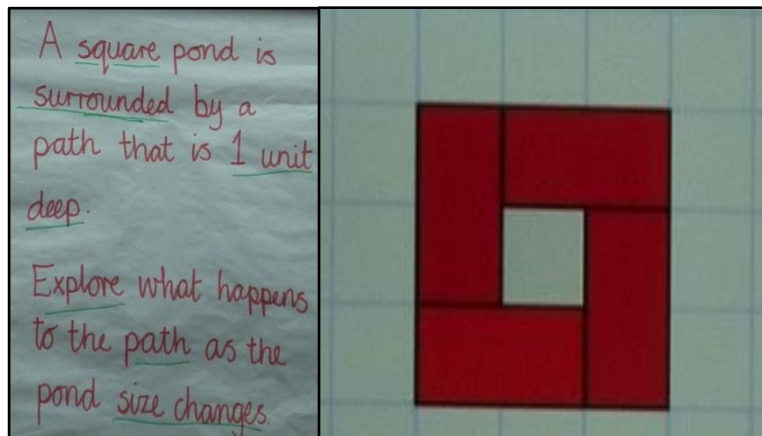 A square pond is
surrounded by a
path that is 1 unit
deep.
Explore what happens
to the path as the
pond size changes.